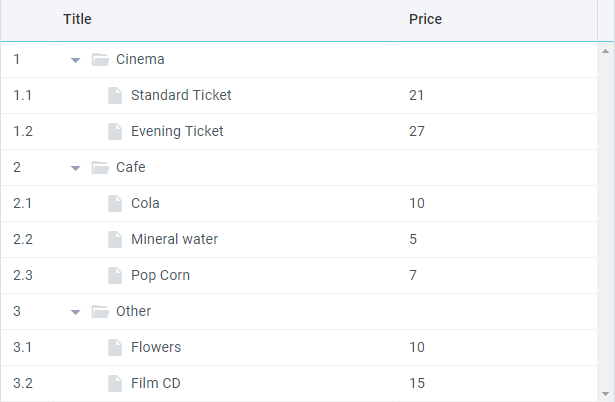 Title Price
1 Cinema
1.1 Standard Ticket 21
1.2 Evening Ticket 27
2 Cafe
2.1 Cola 10
2.2 Mineral water 5
2.3 Pop Corn 7
3 Other
3.1 Flowers 10
3.2 Film CD 15